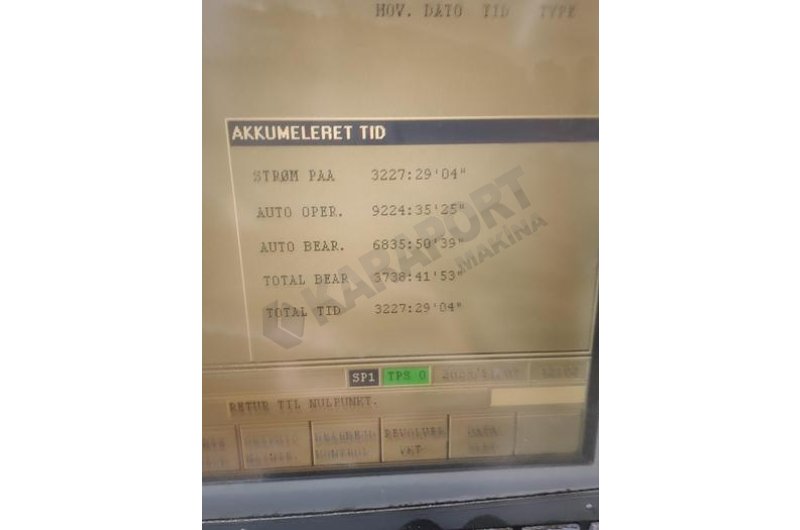 NOV. DATO TID TYPE
AKKUMELERET TID
STRØM PAA 3227:29'04"
AUTO OPER. 9224:35'25"
AUTO BEAR. 6835:50'39"
TOTAL BEAR 3738:41'53"
TOTAL TID 3227:29'04"
KARAPORT
MAKINA
SP1 TPS 0
RETUR TIL NULPUNKT.
REVOLVER